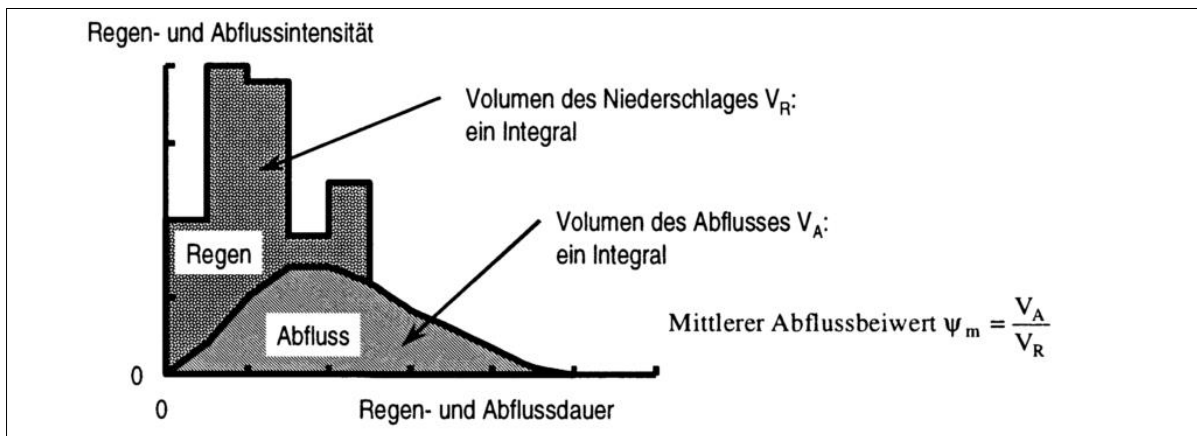 Regen- und Abflussintensität
Volumen des Niederschlages V_R:
ein Integral
Volumen des Abflusses V_A:
ein Integral
Regen
Abfluss
Mittlerer Abflussbeiwert ψ_m = V_A / V_R
0
0
Regen- und Abflussdauer